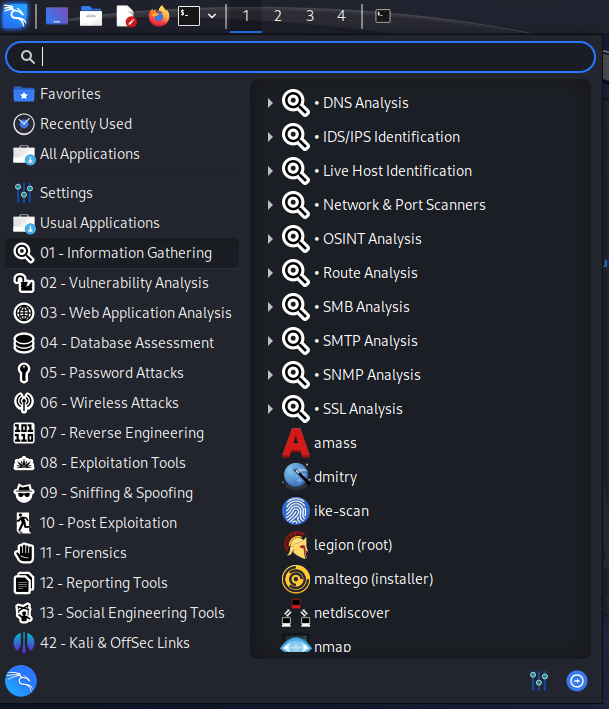 1 2 3 4
Favorites
Recently Used
All Applications
Settings
Usual Applications
01 - Information Gathering
02 - Vulnerability Analysis
03 - Web Application Analysis
04 - Database Assessment
05 - Password Attacks
06 - Wireless Attacks
07 - Reverse Engineering
08 - Exploitation Tools
09 - Sniffing & Spoofing
10 - Post Exploitation
11 - Forensics
12 - Reporting Tools
13 - Social Engineering Tools
42 - Kali & OffSec Links
• DNS Analysis
• IDS/IPS Identification
• Live Host Identification
• Network & Port Scanners
• OSINT Analysis
• Route Analysis
• SMB Analysis
• SMTP Analysis
• SNMP Analysis
• SSL Analysis
amass
dmitry
ike-scan
legion (root)
maltego (installer)
netdiscover
nmap